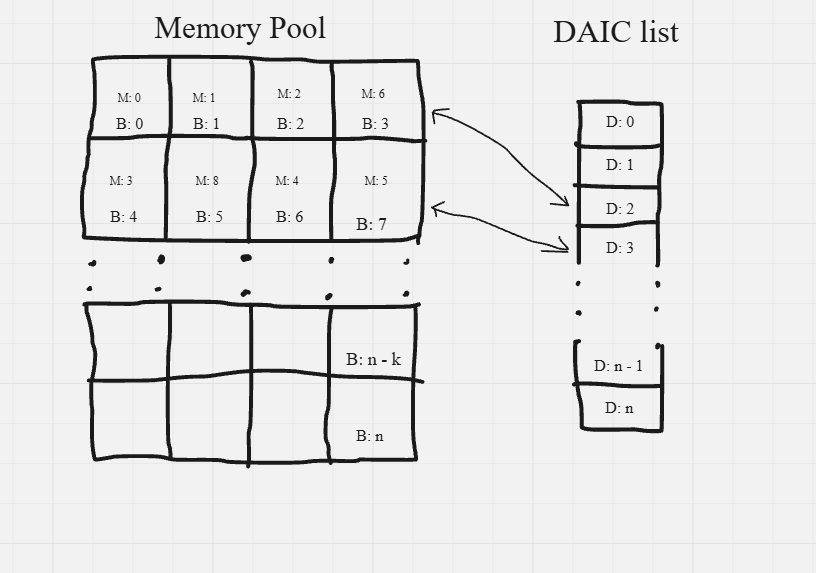 Memory Pool
DAIC list
M: 0 M: 1 M: 2 M: 6
B: 0 B: 1 B: 2 B: 3
M: 3 M: 8 M: 4 M: 5
B: 4 B: 5 B: 6 B: 7
B: n - k
B: n
D: 0
D: 1
D: 2
D: 3
D: n - 1
D: n